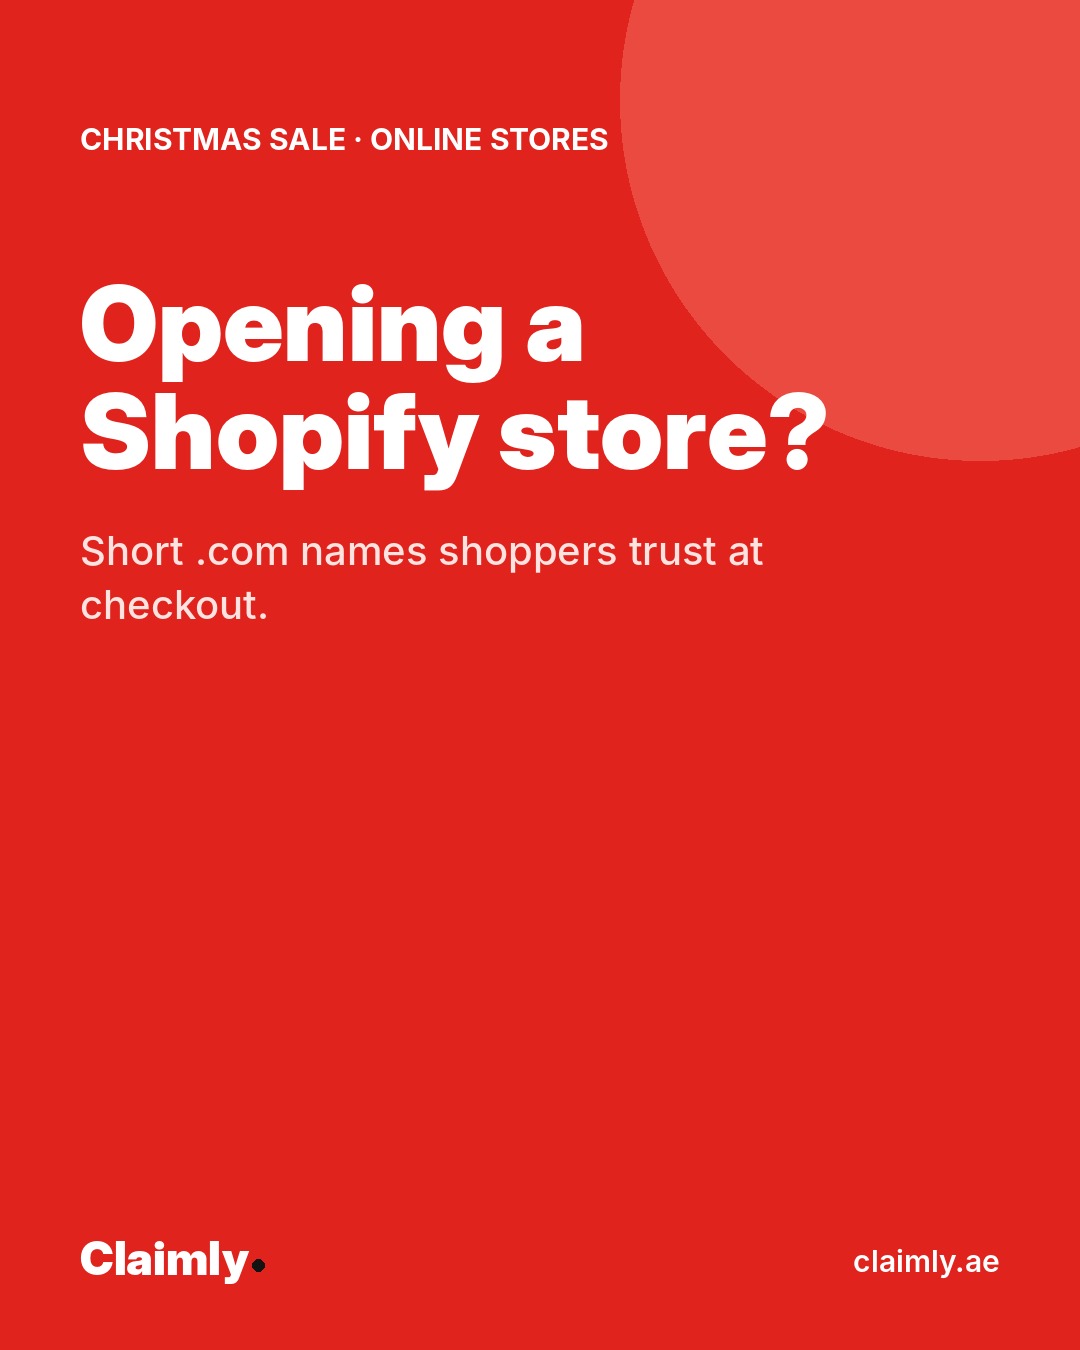 CHRISTMAS SALE · ONLINE STORES
Opening a
Shopify store?
Short .com names shoppers trust at
checkout.
Claimly.
claimly.ae